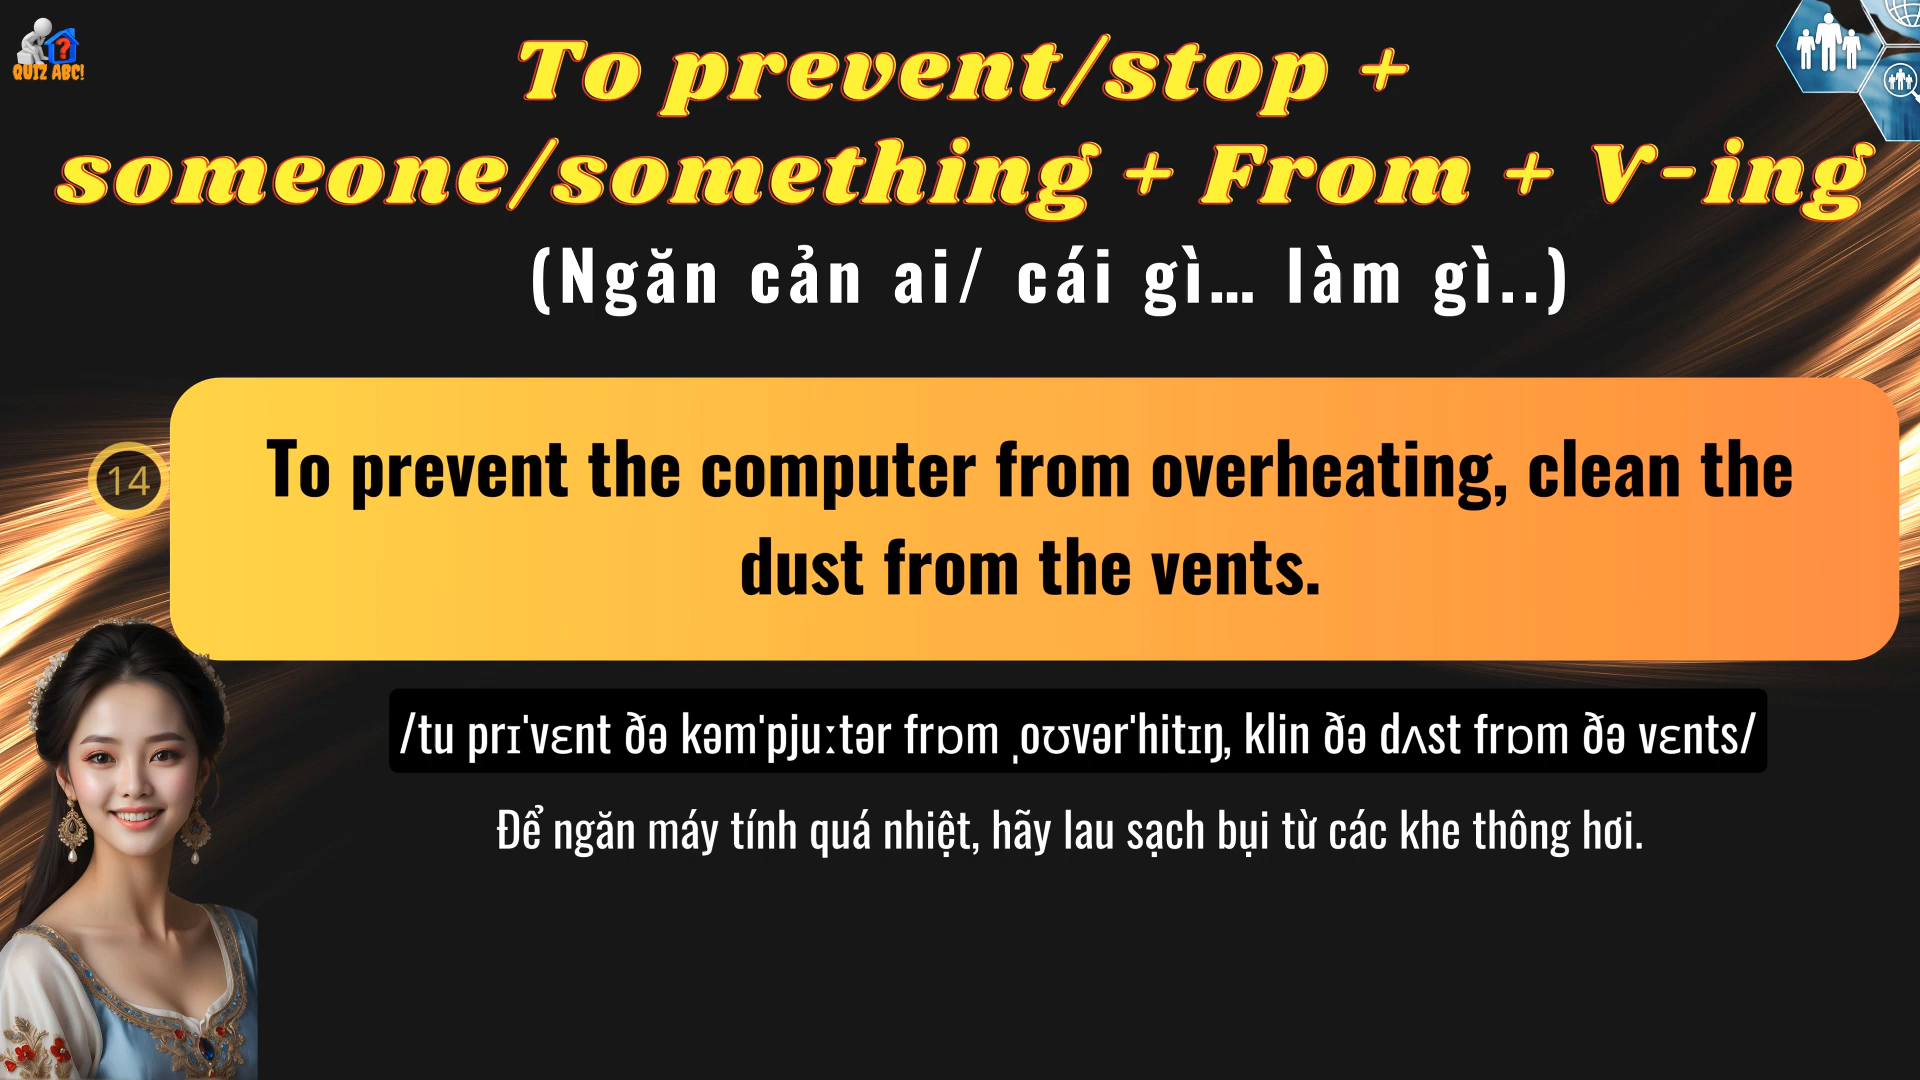 QUIZ ABC!
To prevent/stop +
someone/something + From + V-ing
(Ngăn cản ai/ cái gì... làm gì..)
14
To prevent the computer from overheating, clean the
dust from the vents.
/tu prɪˈvɛnt ðə kəmˈpjuːtər frɒm ˌoʊvərˈhitɪŋ, klin ðə dʌst frɒm ðə vɛnts/
Để ngăn máy tính quá nhiệt, hãy lau sạch bụi từ các khe thông hơi.